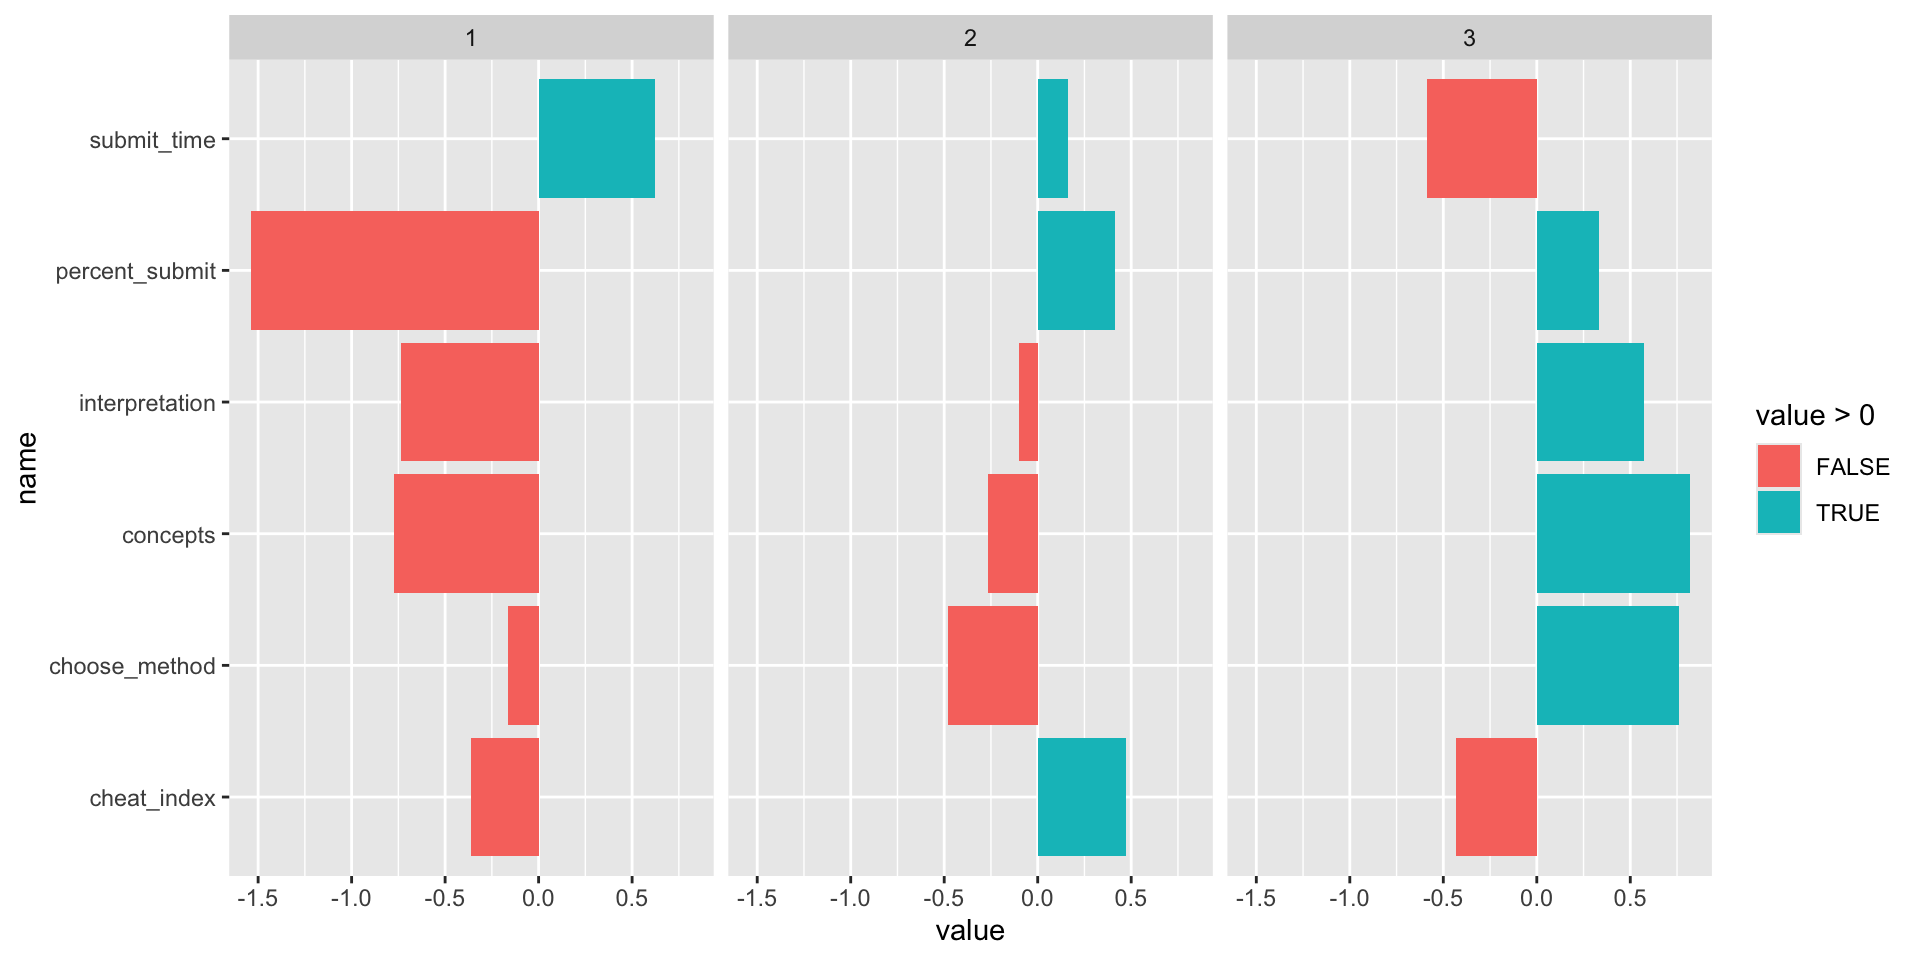 1 2 3
submit_time
percent_submit
interpretation
concepts
choose_method
cheat_index
name
-1.5 -1.0 -0.5 0.0 0.5 -1.5 -1.0 -0.5 0.0 0.5 -1.5 -1.0 -0.5 0.0 0.5
value
value > 0
FALSE
TRUE